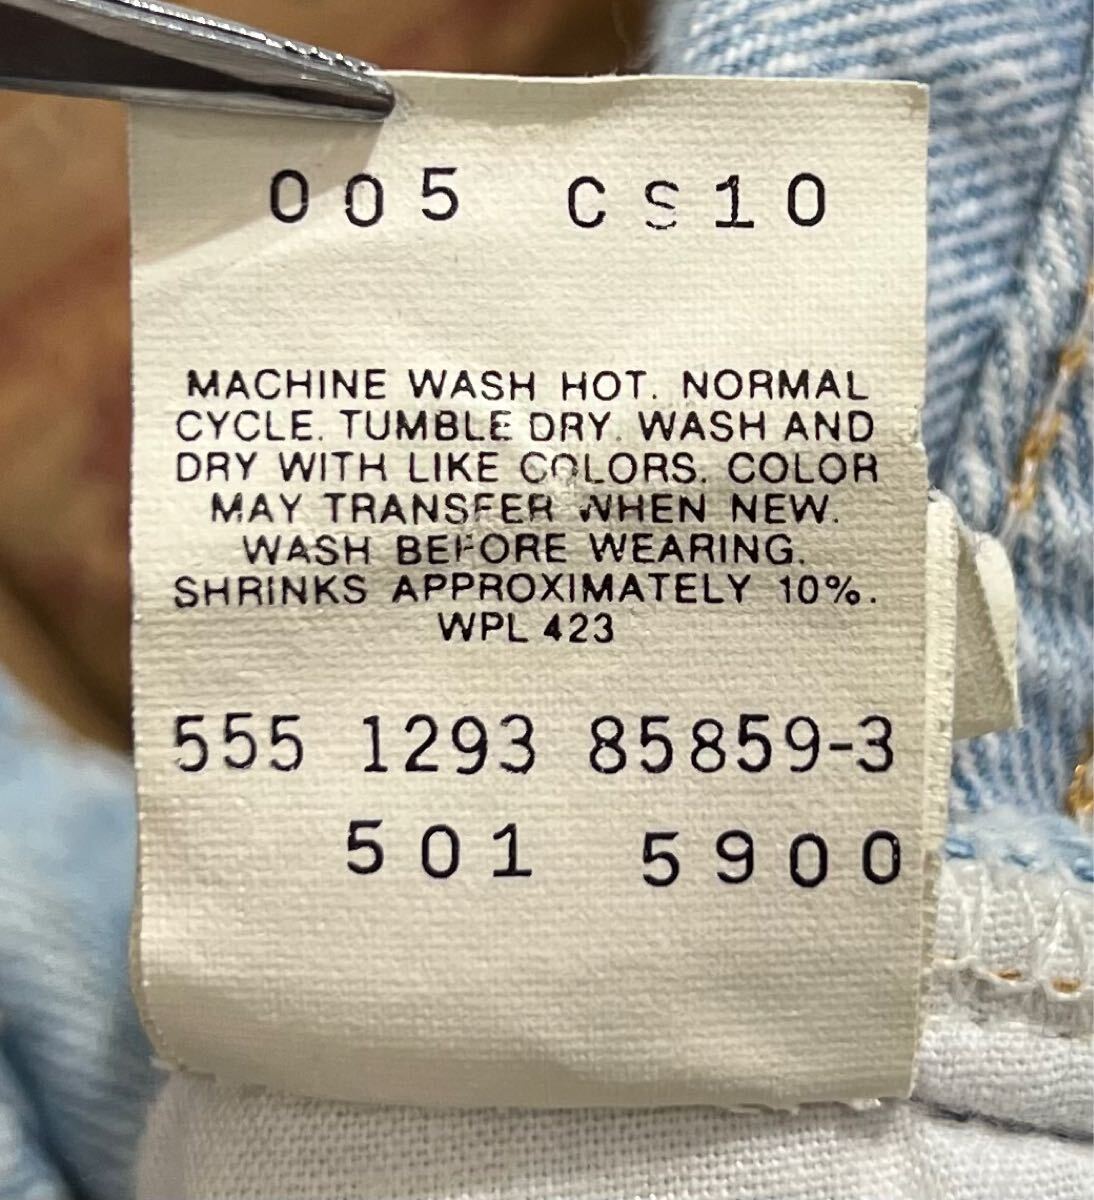 005 CS10
MACHINE WASH HOT. NORMAL
CYCLE. TUMBLE DRY. WASH AND
DRY WITH LIKE COLORS. COLOR
MAY TRANSFER WHEN NEW.
WASH BEFORE WEARING.
SHRINKS APPROXIMATELY 10%.
WPL 423
555 1293 85859-3
501 5900